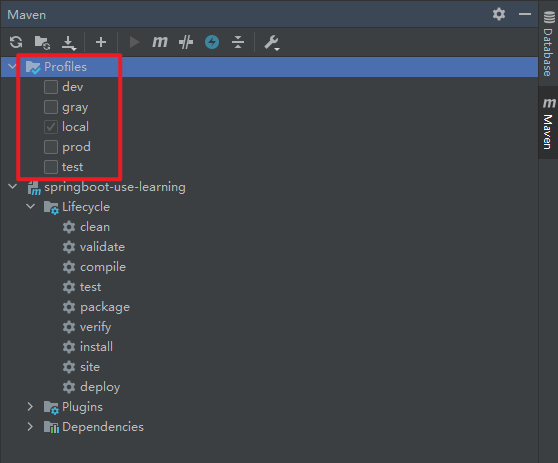 Maven
Profiles
dev
gray
local
prod
test
springboot-use-learning
Lifecycle
clean
validate
compile
test
package
verify
install
site
deploy
Plugins
Dependencies
Database
Maven